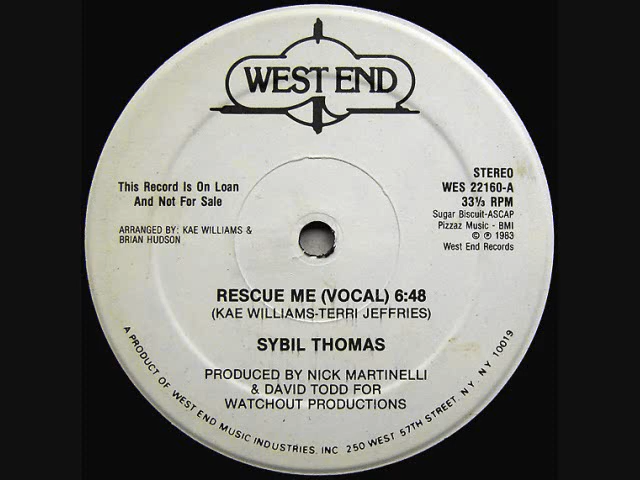 WEST END
This Record Is On Loan
And Not For Sale
ARRANGED BY: KAE WILLIAMS &
BRIAN HUDSON
STEREO
WES 22160-A
33⅓ RPM
Sugar Biscuit-ASCAP
Pizzaz Music - BMI
© ℗ 1983
West End Records
RESCUE ME (VOCAL) 6:48
(KAE WILLIAMS-TERRI JEFFRIES)
SYBIL THOMAS
PRODUCED BY NICK MARTINELLI
& DAVID TODD FOR
WATCHOUT PRODUCTIONS
A PRODUCT OF WEST END MUSIC INDUSTRIES, INC 250 WEST 57TH STREET, N.Y. NY 10019